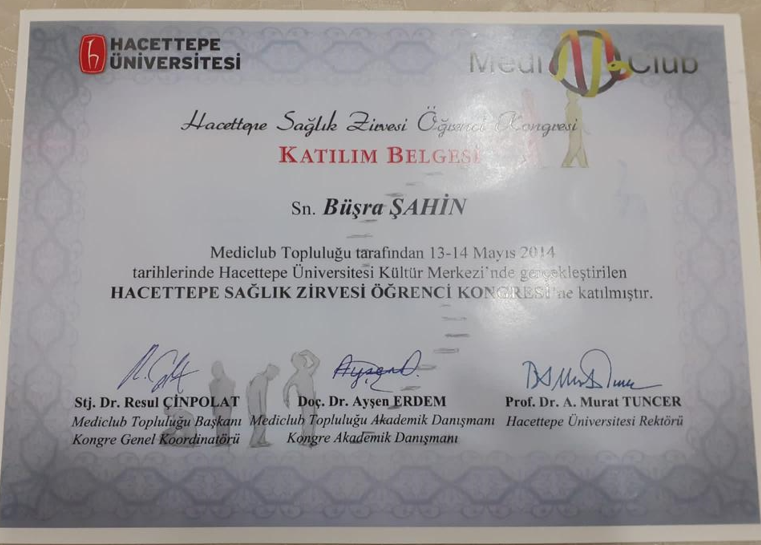 HACETTEPE
ÜNİVERSİTESİ
Medi Club
Hacettepe Sağlık Zirvesi Öğrenci Kongresi
KATILIM BELGESİ
Sn. Büşra ŞAHİN
Mediclub Topluluğu tarafından 13-14 Mayıs 2014
tarihlerinde Hacettepe Üniversitesi Kültür Merkezi'nde gerçekleştirilen
HACETTEPE SAĞLIK ZİRVESİ ÖĞRENCİ KONGRESİ'ne katılmıştır.
Stj. Dr. Resul ÇİNPOLAT Doç. Dr. Ayşen ERDEM Prof. Dr. A. Murat TUNCER
Mediclub Topluluğu Başkanı Mediclub Topluluğu Akademik Danışmanı Hacettepe Üniversitesi Rektörü
Kongre Genel Koordinatörü Kongre Akademik Danışmanı